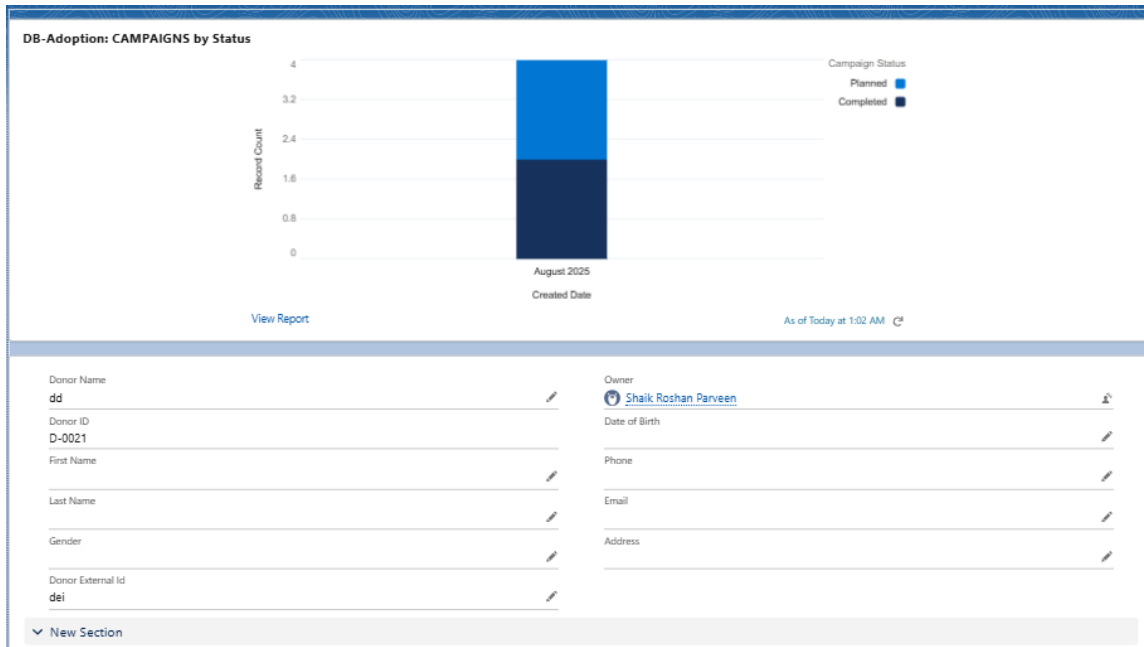 DB-Adoption: CAMPAIGNS by Status
4
3.2
2.4
1.6
0.8
0
Record Count
August 2025
Created Date
Campaign Status
Planned
Completed
View Report
As of Today at 1:02 AM
Donor Name
dd
Owner
Shaik Roshan Parveen
Donor ID
D-0021
Date of Birth
First Name
Phone
Last Name
Email
Gender
Address
Donor External Id
dei
New Section